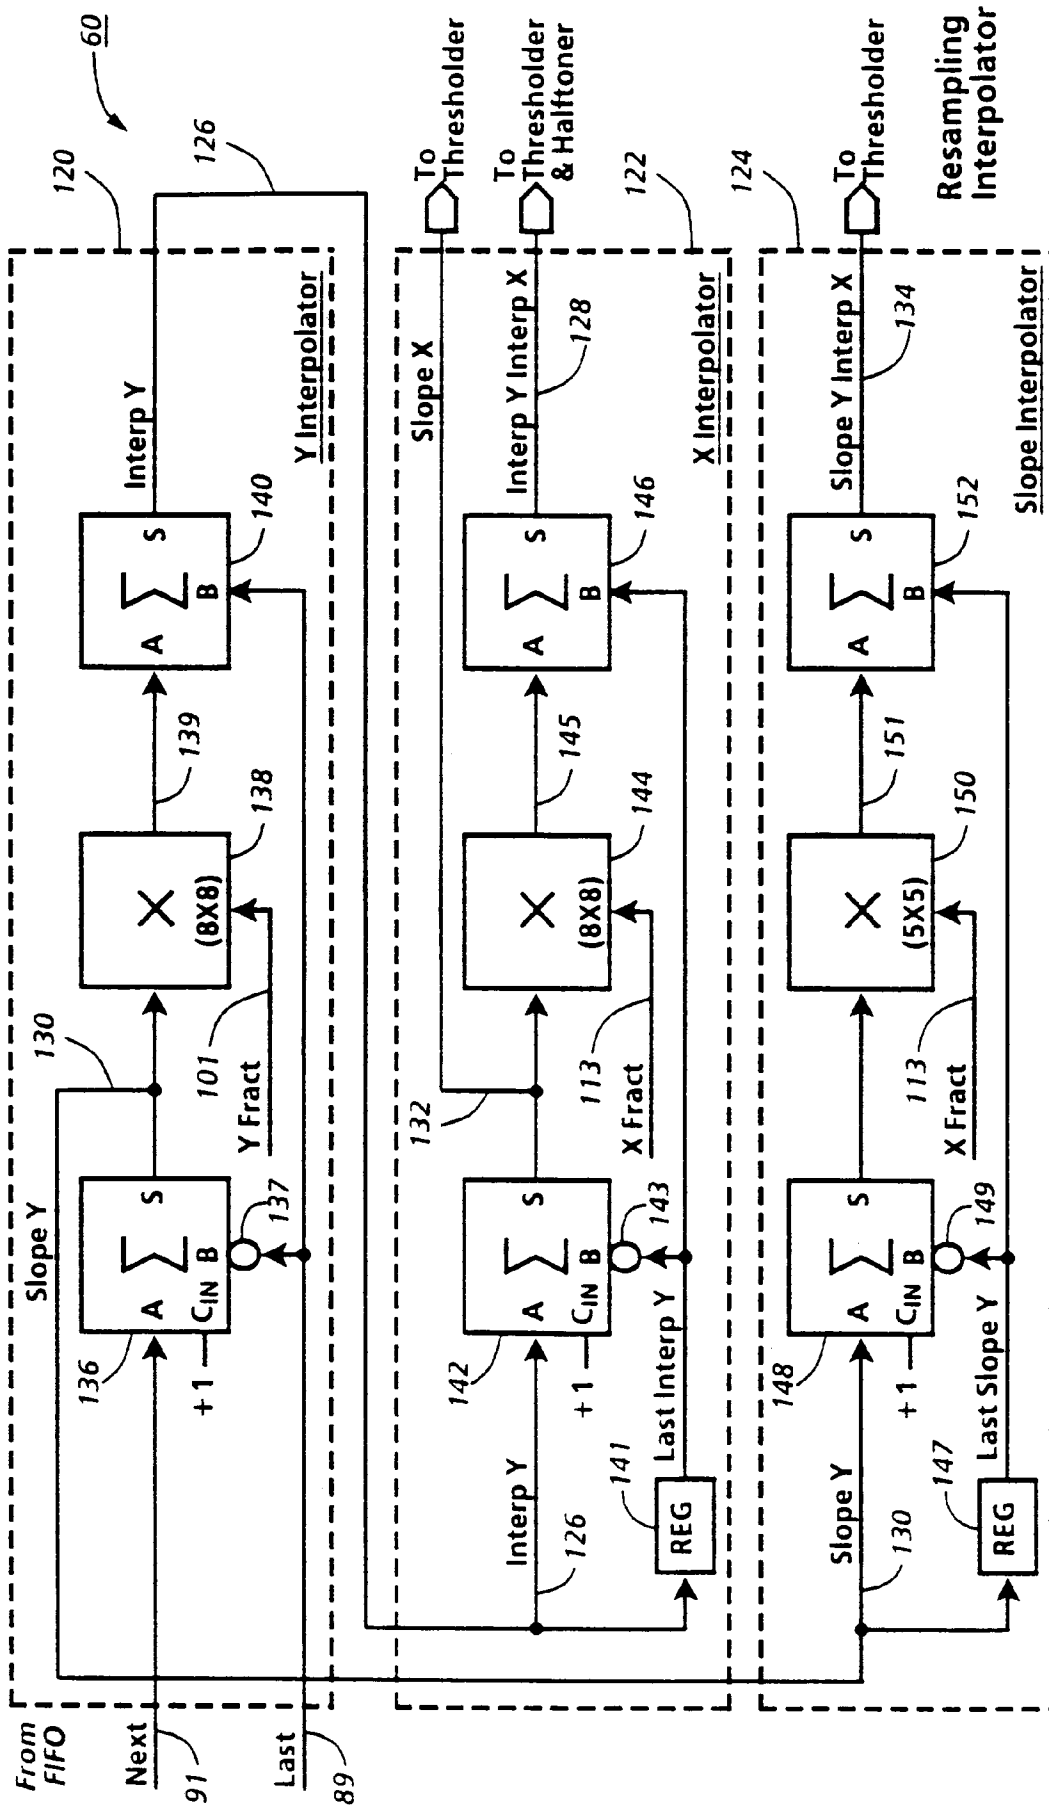 60
120
126
From
FIFO
Next
91
Last
89
Slope Y
130
136
A
Σ
S
+ 1
CIN
B
137
101
Y Fract
X
(8X8)
138
139
A
Σ
S
B
140
Interp Y
Y Interpolator
To
Thresholder
To
Thresholder
& Halftoner
122
Interp Y
126
REG
141
Last Interp Y
142
A
Σ
S
+ 1
CIN
B
143
132
113
X Fract
X
(8X8)
144
145
A
Σ
S
B
146
Slope X
Interp Y Interp X
128
X Interpolator
124
To
Thresholder
Slope Y
130
REG
147
Last Slope Y
148
A
Σ
S
+ 1
CIN
B
149
113
X Fract
X
(5X5)
150
151
A
Σ
S
B
152
Slope Y Interp X
134
Slope Interpolator
Resampling
Interpolator